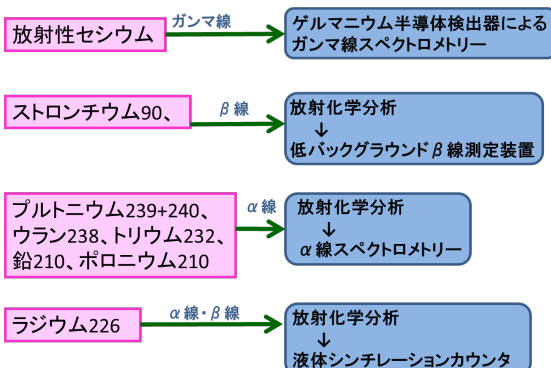 放射性セシウム
ガンマ線
ゲルマニウム半導体検出器による
ガンマ線スペクトロメトリー
ストロンチウム90、
β線
放射化学分析
↓
低バックグラウンドβ線測定装置
プルトニウム239+240、
ウラン238、トリウム232、
鉛210、ポロニウム210
α線
放射化学分析
↓
α線スペクトロメトリー
ラジウム226
α線・β線
放射化学分析
↓
液体シンチレーションカウンタ